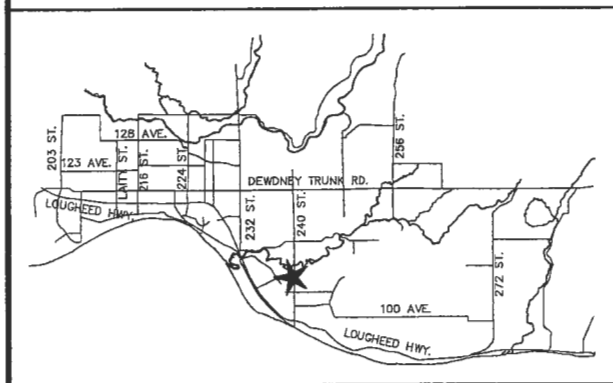 128 AVE.
203 ST.
123 AVE.
LAITY ST.
216 ST.
224 ST.
256 ST.
DEWDNEY TRUNK RD.
LOUGHEED HWY.
232 ST.
240 ST.
272 ST.
100 AVE.
LOUGHEED HWY.